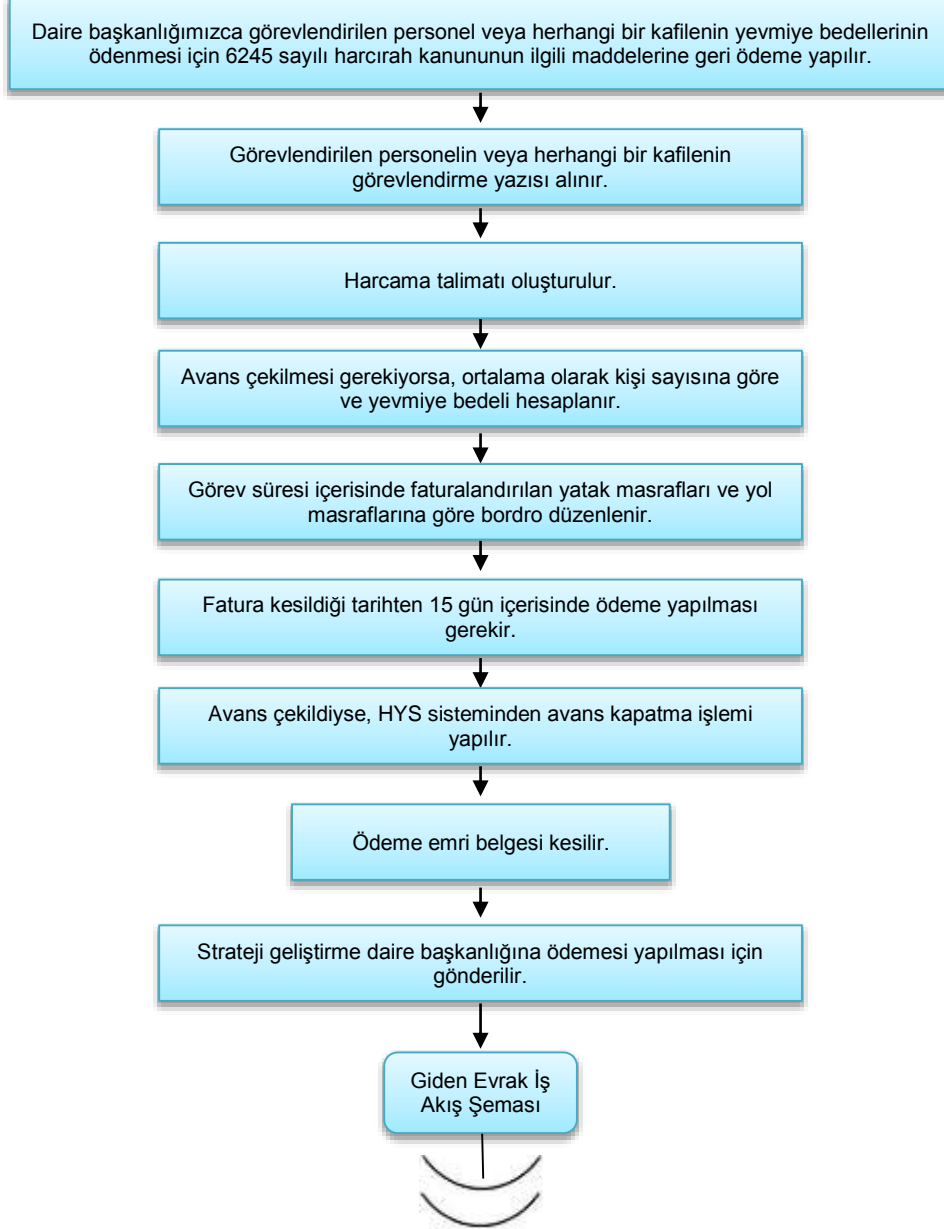 Daire başkanlığımızca görevlendirilen personel veya herhangi bir kafilenin yevmiye bedellerinin
ödenmesi için 6245 sayılı harcırah kanununun ilgili maddelerine geri ödeme yapılır.
Görevlendirilen personelin veya herhangi bir kafilenin
görevlendirme yazısı alınır.
Harcama talimatı oluşturulur.
Avans çekilmesi gerekiyorsa, ortalama olarak kişi sayısına göre
ve yevmiye bedeli hesaplanır.
Görev süresi içerisinde faturalandırılan yatak masrafları ve yol
masraflarına göre bordro düzenlenir.
Fatura kesildiği tarihten 15 gün içerisinde ödeme yapılması
gerekir.
Avans çekildiyse, HYS sisteminden avans kapatma işlemi
yapılır.
Ödeme emri belgesi kesilir.
Strateji geliştirme daire başkanlığına ödemesi yapılması için
gönderilir.
Giden Evrak İş
Akış Şeması